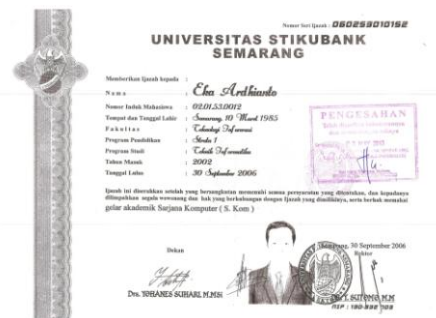 Nomor Seri Ijazah : 060253010152
UNIVERSITAS STIKUBANK
SEMARANG
Memberikan Ijazah kepada :
Nama : Eka Ardhianto
Nomor Induk Mahasiswa : 02.01.53.0012
Tempat dan Tanggal Lahir : Semarang, 10 Maret 1985
Fakultas : Teknologi Informasi
Program Pendidikan : Strata 1
Program Studi : Teknik Informatika
Tahun Masuk : 2002
Tanggal Lulus : 30 September 2006
PENGESAHAN
Ijazah ini diserahkan setelah yang bersangkutan memenuhi semua persyaratan yang ditentukan, dan kepadanya
dilimpahkan segala wewenang dan hak yang berhubungan dengan Ijazah yang dimilikinya, serta berhak memakai
gelar akademik Sarjana Komputer ( S. Kom )
Semarang, 30 September 2006
Dekan
Rektor
Drs. YOHANES SUHARI, M.MSi
SUTOMO, M.M